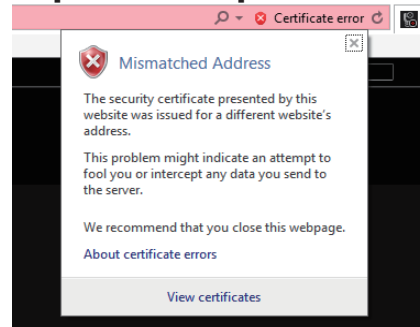 Certificate error
Mismatched Address
The security certificate presented by this
website was issued for a different website's
address.
This problem might indicate an attempt to
fool you or intercept any data you send to
the server.
We recommend that you close this webpage.
About certificate errors
View certificates